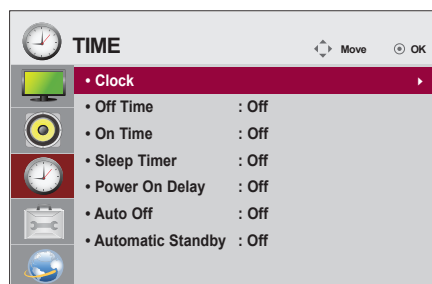 TIME
Move OK
• Clock
• Off Time : Off
• On Time : Off
• Sleep Timer : Off
• Power On Delay : Off
• Auto Off : Off
• Automatic Standby : Off